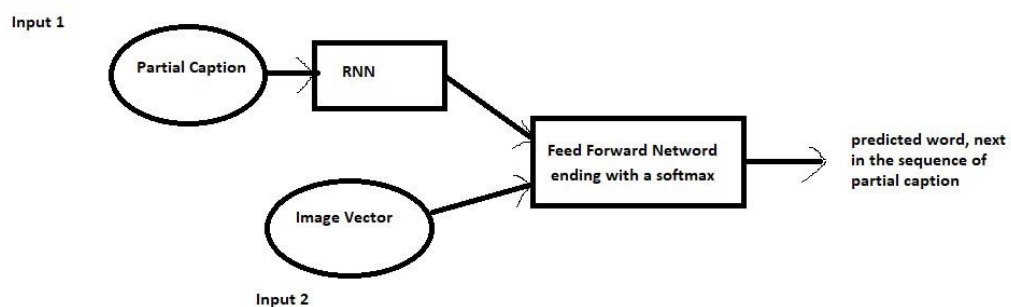 Input 1
Partial Caption
RNN
Feed Forward Netword
ending with a softmax
predicted word, next
in the sequence of
partial caption
Image Vector
Input 2